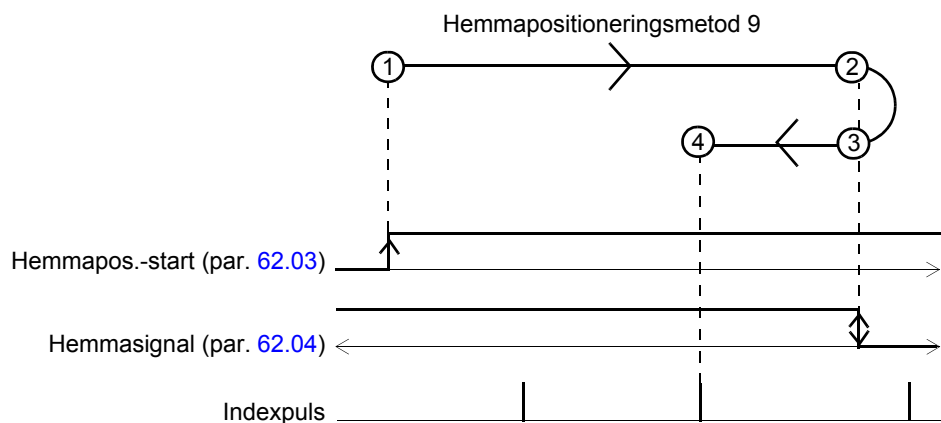 Hemmapositioneringsmetod 9
1
2
4
3
Hemmapos.-start (par. 62.03)
Hemmasignal (par. 62.04)
Indexpuls